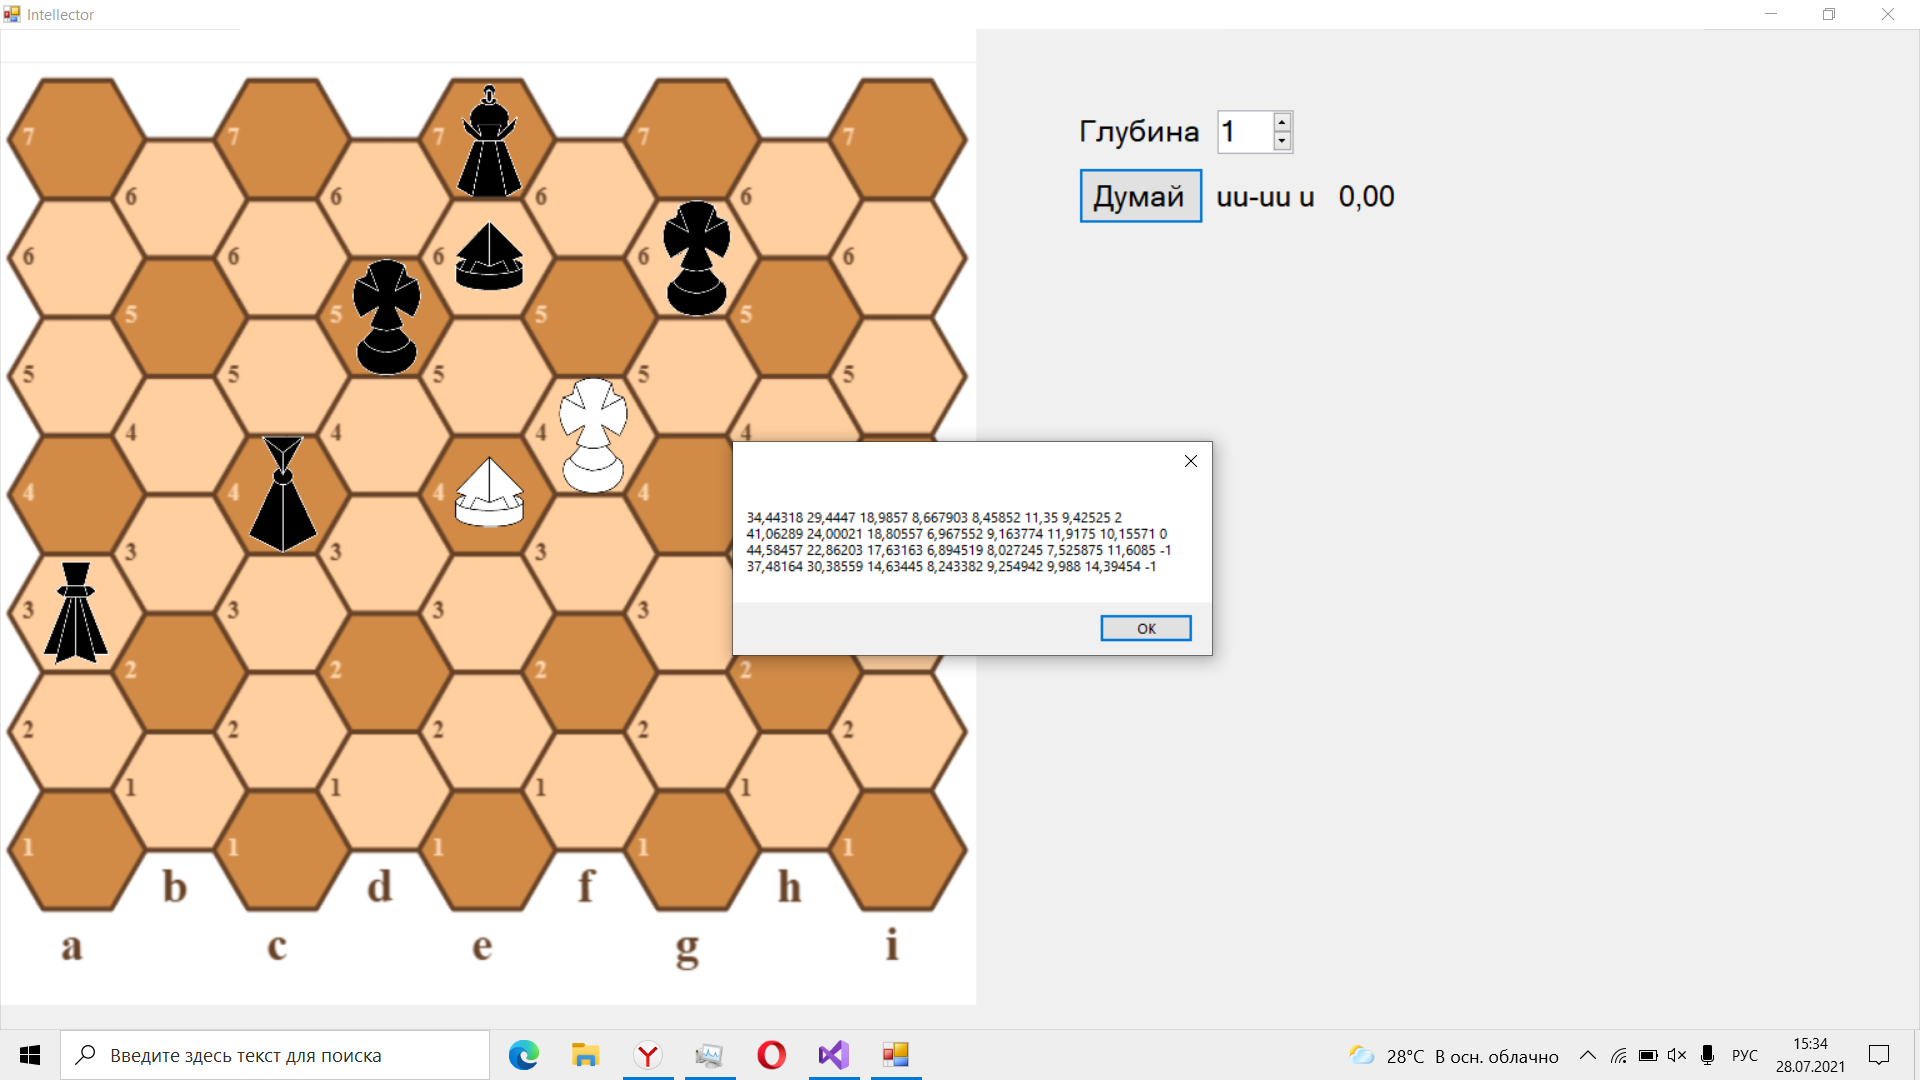 Intellector
7 7 7 7 7
6 6 6 6
6 6 6 6 6
5 5 5 5
5 5 5 5 5
4 4 4 4
4 4 4 4
3 3 3
3 3 3 3
2 2 2 2
2 2 2 2 2
1 1 1 1
1 1 1 1 1
b d f h
a c e g i
Глубина 1
Думай uu-uu u 0,00
34,44318 29,4447 18,9857 8,667903 8,45852 11,35 9,42525 2
41,06289 24,00021 18,80557 6,967552 9,163774 11,9175 10,15571 0
44,58457 22,86203 17,63163 6,894519 8,027245 7,525875 11,6085 -1
37,48164 30,38559 14,63445 8,243382 9,254942 9,988 14,39454 -1
OK
Введите здесь текст для поиска
28°C В осн. облачно
РУС
15:34
28.07.2021